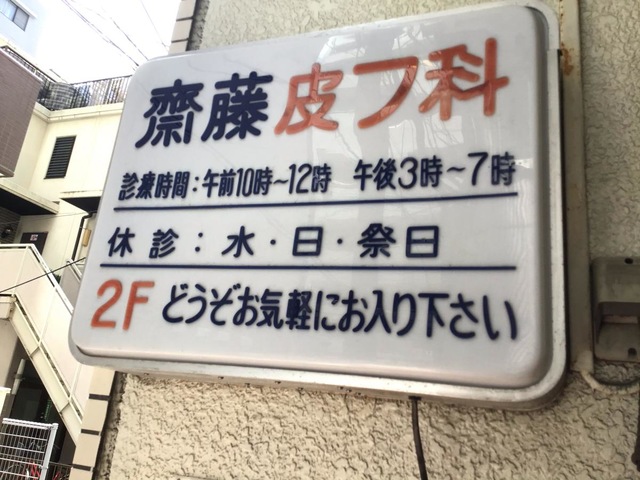 齋藤皮フ科
診療時間:午前10時〜12時 午後3時〜7時
休診:水・日・祭日
2F どうぞお気軽にお入り下さい